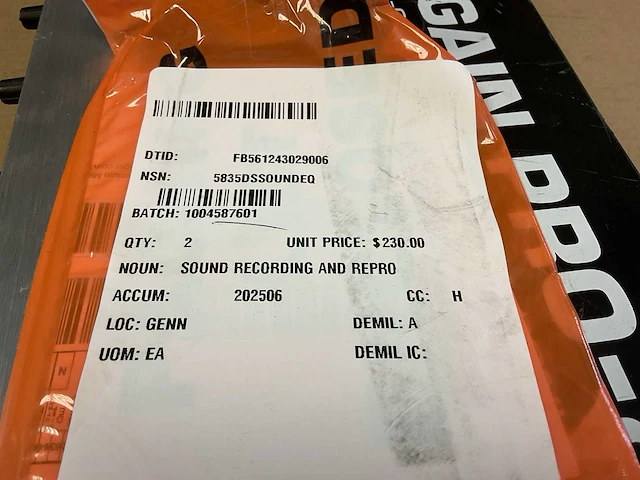 GAIN PRO-
DTID: FB561243029006
NSN: 5835DSSOUNDEQ
BATCH: 1004587601
QTY: 2 UNIT PRICE: $230.00
NOUN: SOUND RECORDING AND REPRO
ACCUM: 202506 CC: H
LOC: GENN DEMIL: A
UOM: EA DEMIL IC:
N